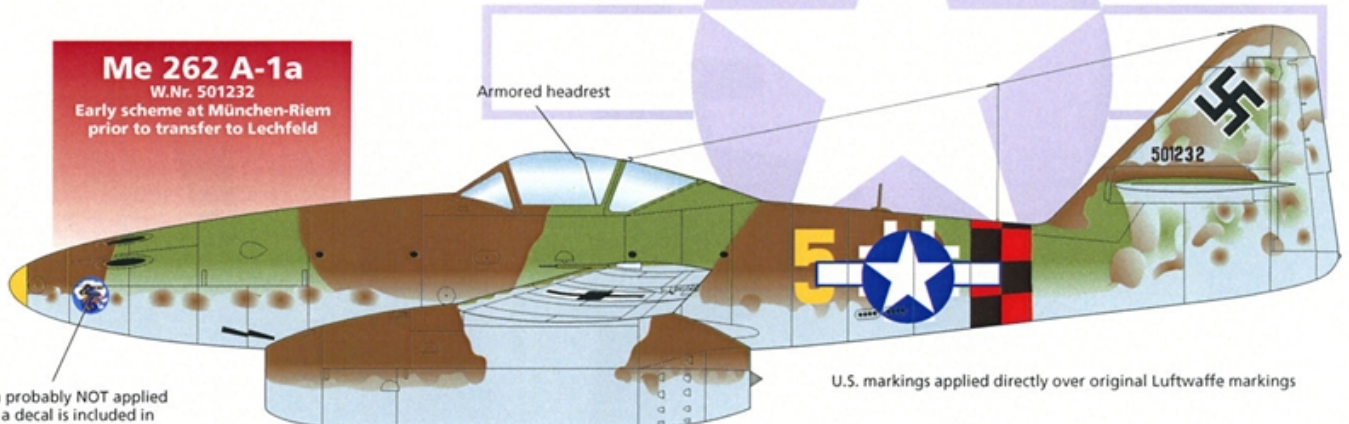 Me 262 A-1a
W.Nr. 501232
Early scheme at München-Riem
prior to transfer to Lechfeld
Armored headrest
501232
5
probably NOT applied
a decal is included in
U.S. markings applied directly over original Luftwaffe markings